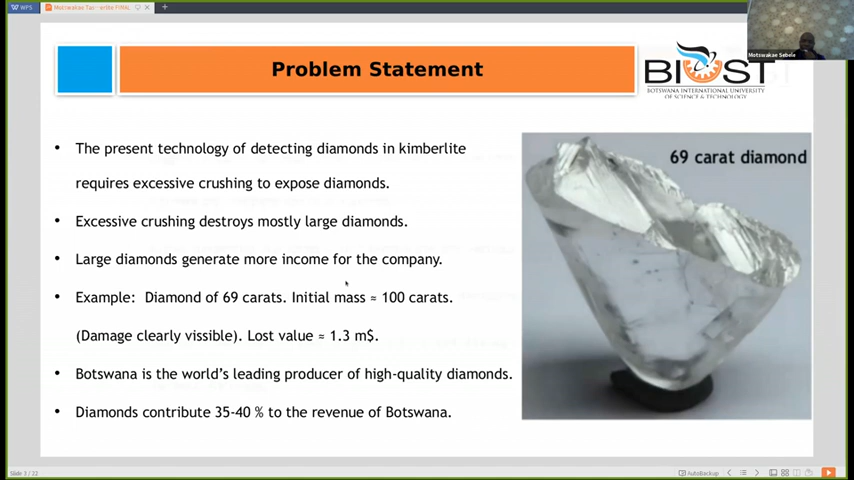 WPS
Motswakae Sebele
Problem Statement
BIUST
BOTSWANA INTERNATIONAL UNIVERSITY
OF SCIENCE & TECHNOLOGY
• The present technology of detecting diamonds in kimberlite
requires excessive crushing to expose diamonds.
• Excessive crushing destroys mostly large diamonds.
• Large diamonds generate more income for the company.
• Example: Diamond of 69 carats. Initial mass ≈ 100 carats.
(Damage clearly vissible). Lost value ≈ 1.3 m$.
• Botswana is the world's leading producer of high-quality diamonds.
• Diamonds contribute 35-40 % to the revenue of Botswana.
69 carat diamond
Slide 3 / 22
AutoBackup